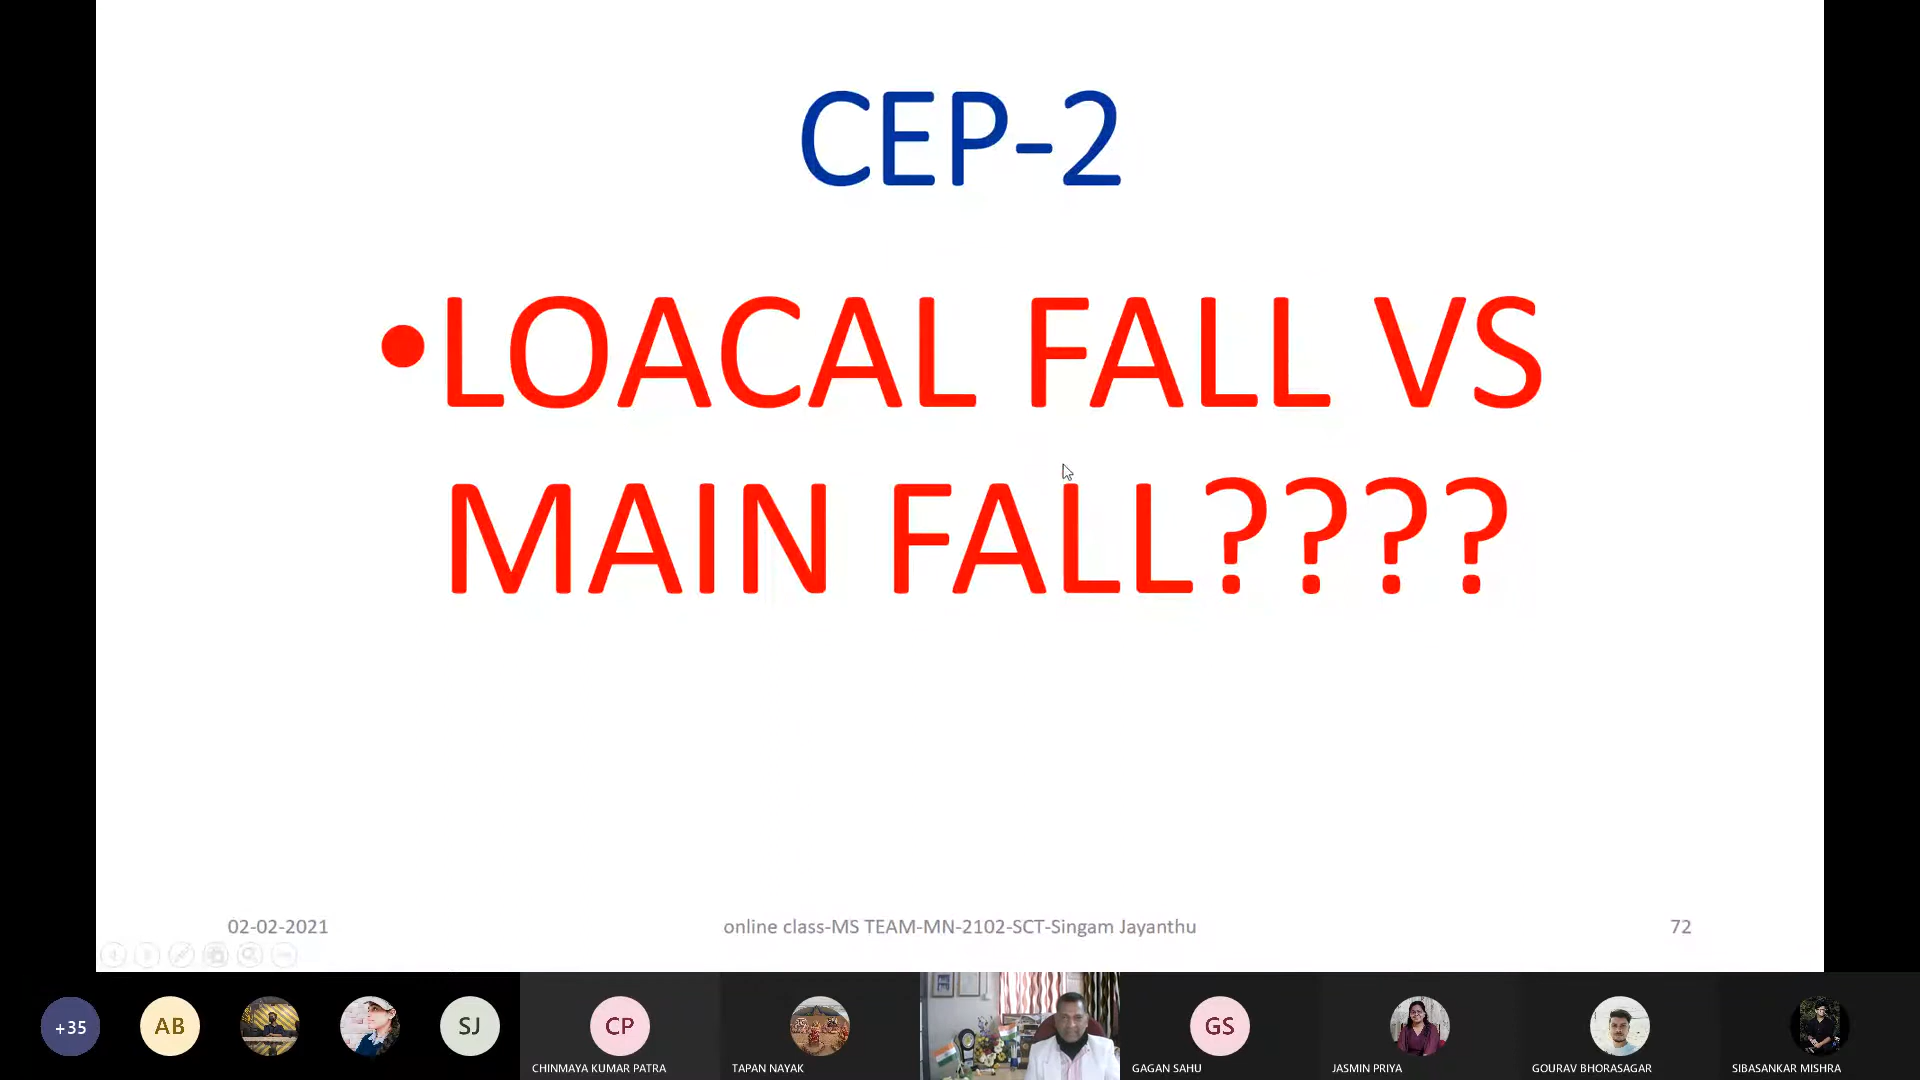 CEP-2
•LOACAL FALL VS
MAIN FALL????
02-02-2021
online class-MS TEAM-MN-2102-SCT-Singam Jayanthu
72
+35
AB
SJ
CP
GS
CHINMAYA KUMAR PATRA
TAPAN NAYAK
GAGAN SAHU
JASMIN PRIYA
GOURAV BHORASAGAR
SIBASANKAR MISHRA